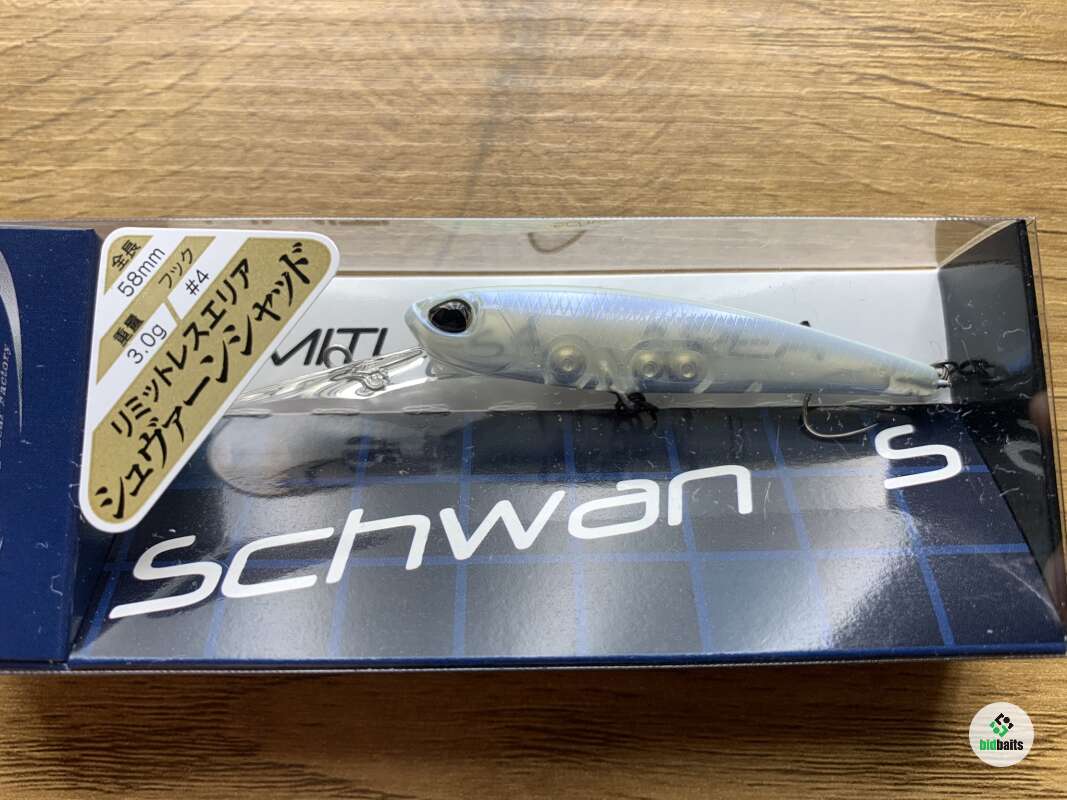 全長
58mm
フック
#4
重量
3.0g
リミットレスエリア
シュヴァーンシャッド
Schwan S
Factory
bidbaits